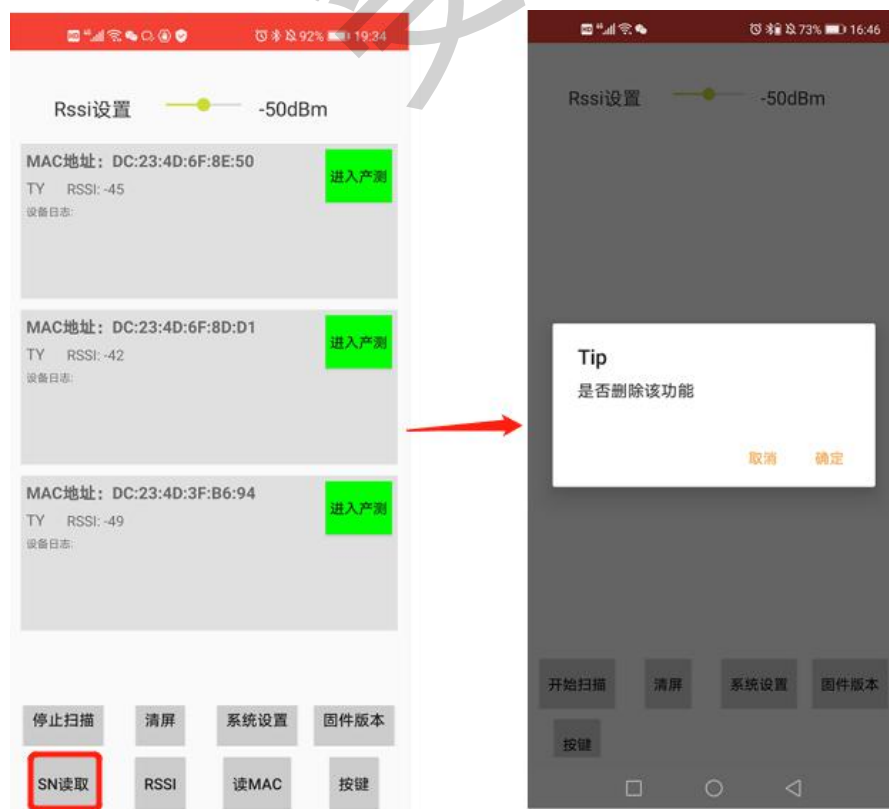 92% 19:34
Rssi设置 -50dBm
MAC地址：DC:23:4D:6F:8E:50
进入产测
TY RSSI:-45
设备日志:
MAC地址：DC:23:4D:6F:8D:D1
进入产测
TY RSSI:-42
设备日志:
MAC地址：DC:23:4D:3F:B6:94
进入产测
TY RSSI:-49
设备日志:
停止扫描 清屏 系统设置 固件版本
SN读取 RSSI 读MAC 按键
73% 16:46
Rssi设置 -50dBm
Tip
是否删除该功能
取消 确定
开始扫描 清屏 系统设置 固件版本
按键